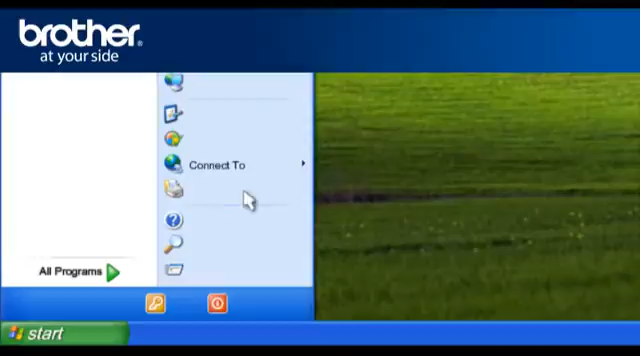 brother
at your side
Connect To
All Programs
start